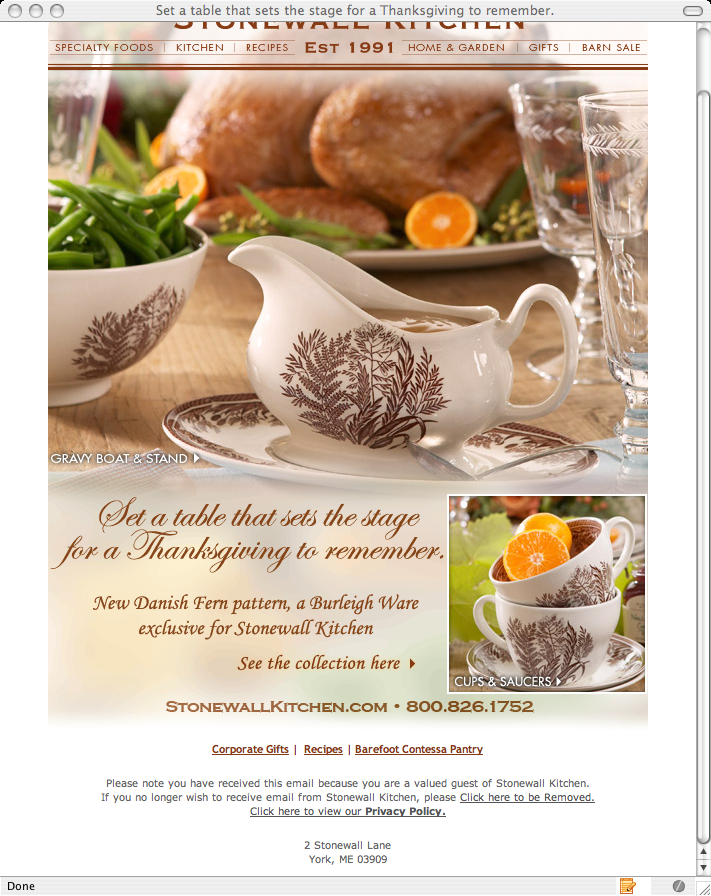 Set a table that sets the stage for a Thanksgiving to remember.
STONEWALL KITCHEN
SPECIALTY FOODS | KITCHEN | RECIPES EST 1991 HOME & GARDEN | GIFTS | BARN SALE
GRAVY BOAT & STAND
Set a table that sets the stage
for a Thanksgiving to remember.
New Danish Fern pattern, a Burleigh Ware
exclusive for Stonewall Kitchen
See the collection here
CUPS & SAUCERS
STONEWALLKITCHEN.COM • 800.826.1752
Corporate Gifts | Recipes | Barefoot Contessa Pantry
Please note you have received this email because you are a valued guest of Stonewall Kitchen.
If you no longer wish to receive email from Stonewall Kitchen, please Click here to be Removed.
Click here to view our Privacy Policy.
2 Stonewall Lane
York, ME 03909
Done